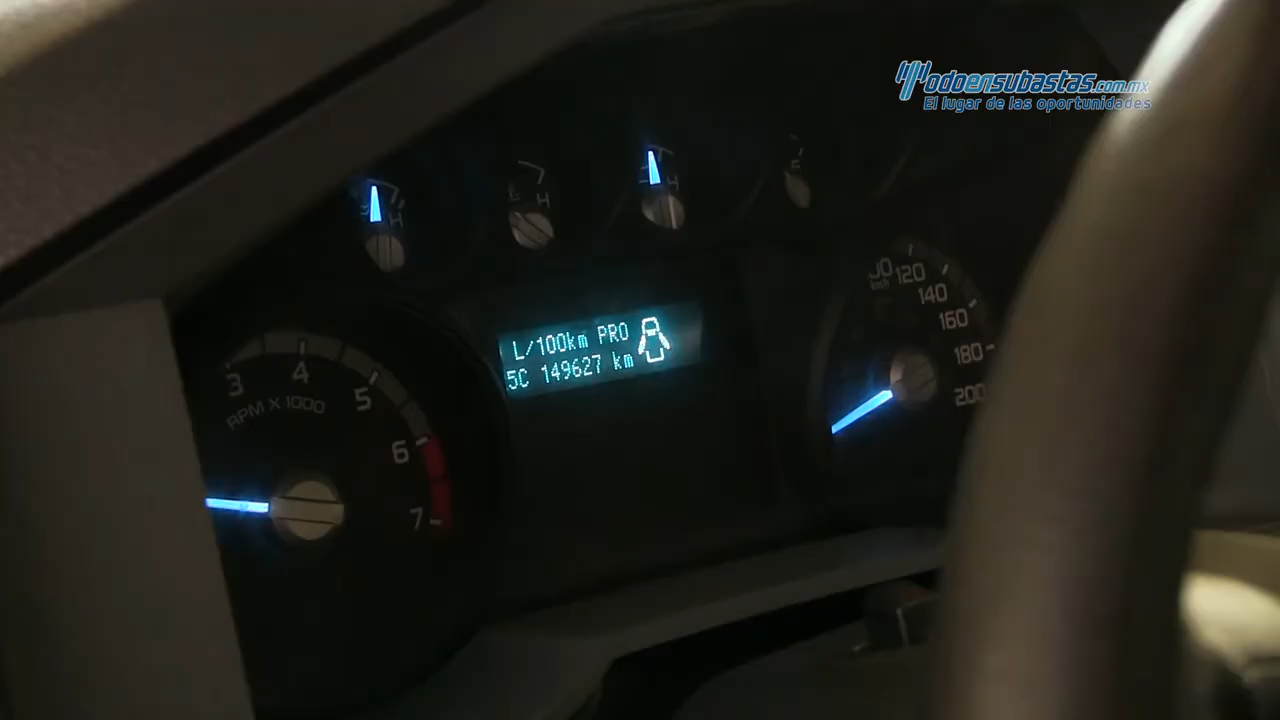 Todoensubastas.com.mx
El lugar de las oportunidades
H
H
H
E
L/100km PRO
5C 149627 km
3
4
5
6
7
RPM X 1000
km/h
120
140
160
180
200